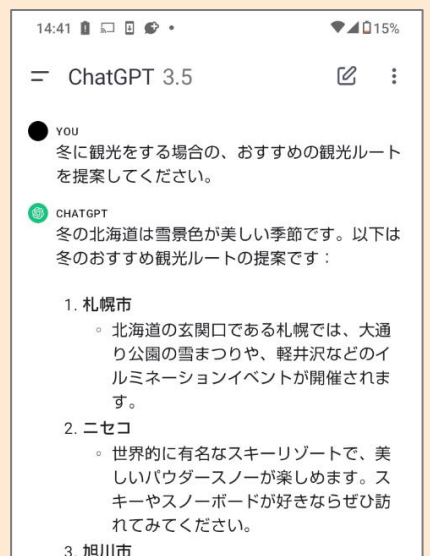 14:41 15%
ChatGPT 3.5
YOU
冬に観光をする場合の、おすすめの観光ルート
を提案してください。
CHATGPT
冬の北海道は雪景色が美しい季節です。以下は
冬のおすすめ観光ルートの提案です：
1. 札幌市
◦ 北海道の玄関口である札幌では、大通
り公園の雪まつりや、軽井沢などのイ
ルミネーションイベントが開催されま
す。
2. ニセコ
◦ 世界的に有名なスキーリゾートで、美
しいパウダースノーが楽しめます。ス
キーやスノーボードが好きならぜひ訪
れてみてください。
3. 旭川市